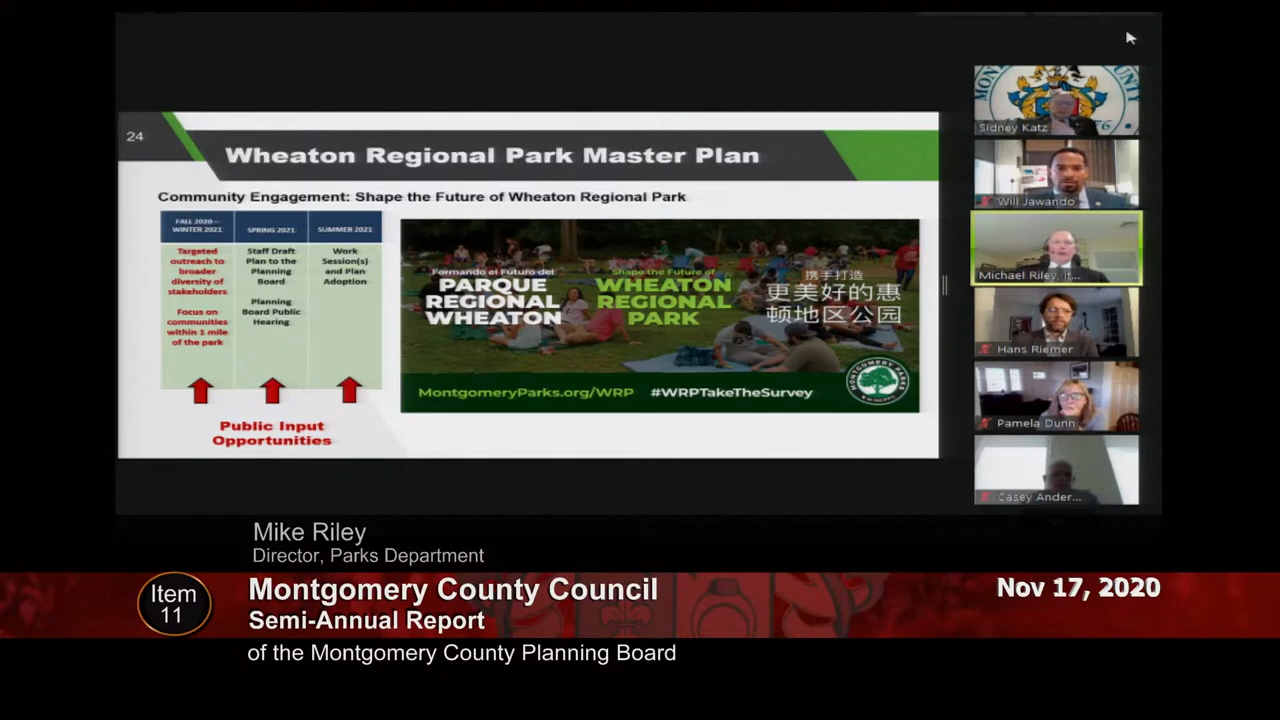 24
Wheaton Regional Park Master Plan
Community Engagement: Shape the Future of Wheaton Regional Park
FALL 2020–
WINTER 2021
SPRING 2021
SUMMER 2021
Targeted
outreach to
broader
diversity of
stakeholders
Focus on
communities
within 1 mile
of the park
Staff Draft
Plan to the
Planning
Board
Planning
Board Public
Hearing
Work
Session(s)
and Plan
Adoption
Public Input
Opportunities
Formando el Futuro del
PARQUE
REGIONAL
WHEATON
Shape the Future of
WHEATON
REGIONAL
PARK
携手打造
更美好的惠
顿地区公园
MontgomeryParks.org/WRP
#WRPTakeTheSurvey
MONTGOMERY PARKS
M-NCPPC
Sidney Katz
Will Jawando
Michael Riley, It...
Hans Riemer
Pamela Dunn
Casey Ander...
Mike Riley
Director, Parks Department
Item
11
Montgomery County Council
Semi-Annual Report
of the Montgomery County Planning Board
Nov 17, 2020